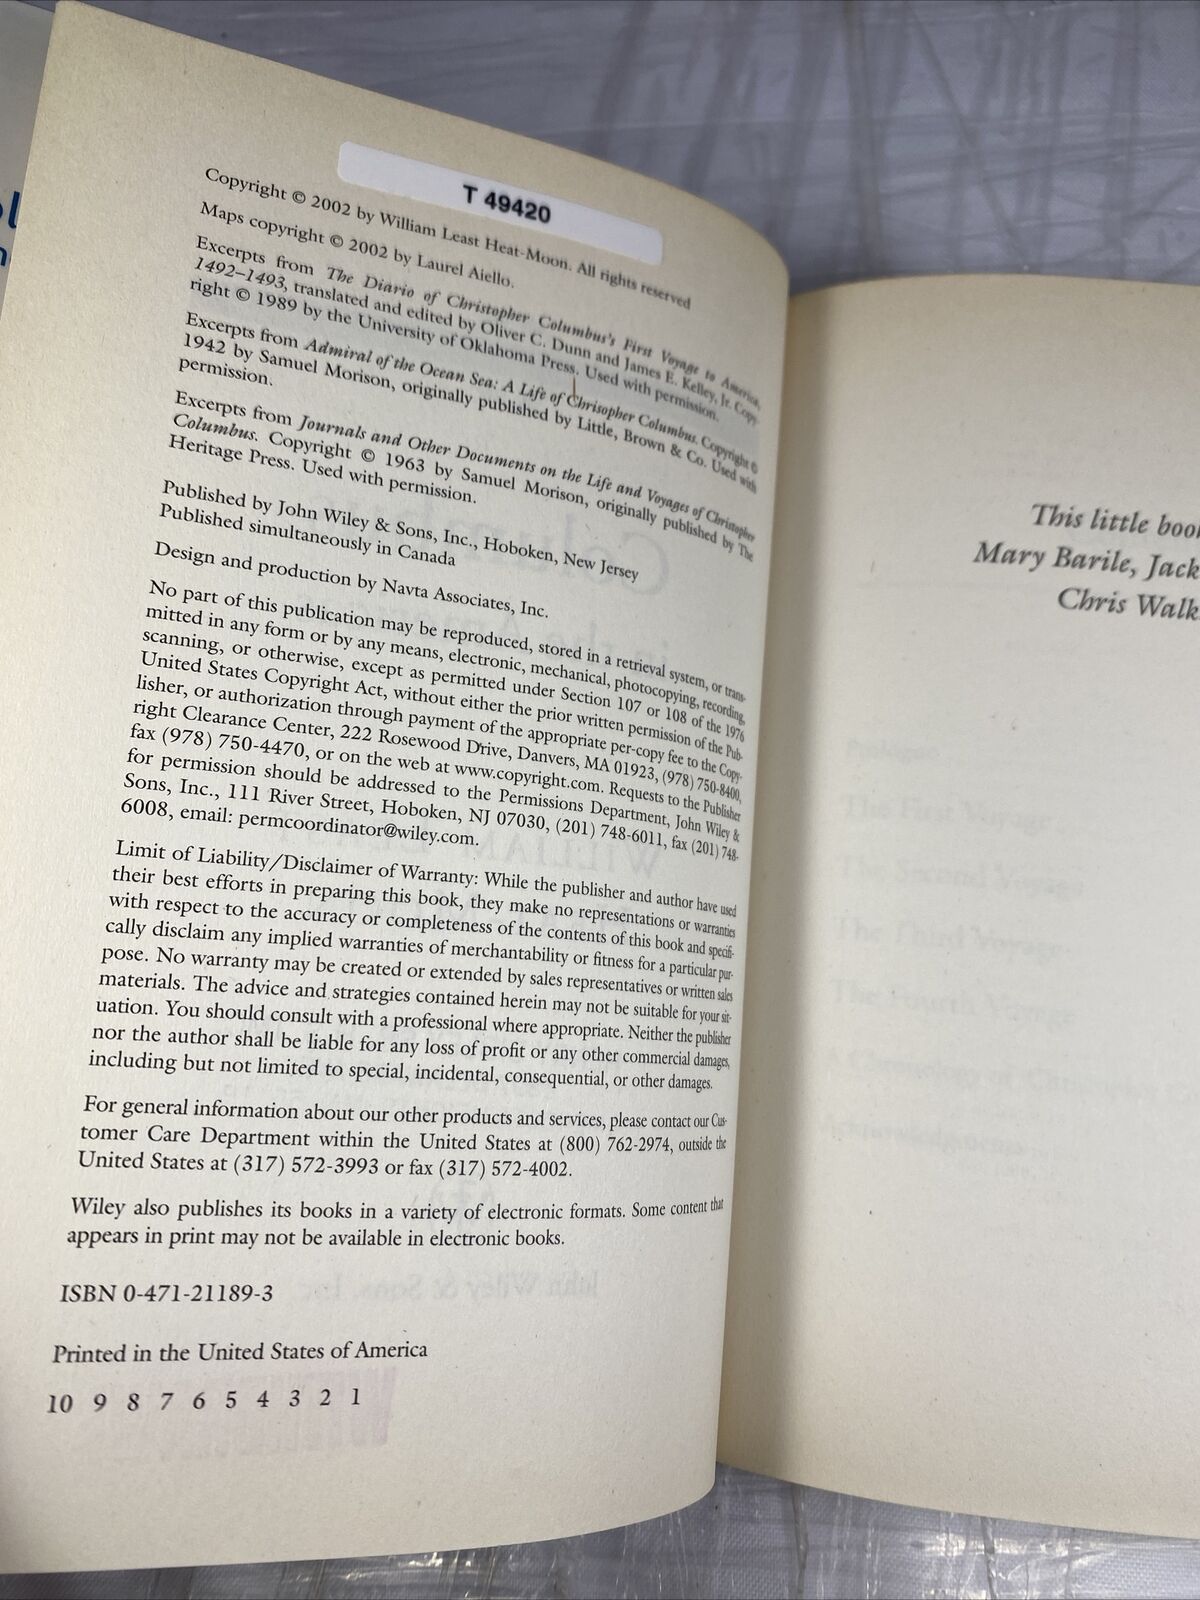 T 49420
Copyright © 2002 by William Least Heat-Moon. All rights reserved
Maps copyright © 2002 by Laurel Aiello.
Excerpts from The Diario of Christopher Columbus's First Voyage to America,
1492–1493, translated and edited by Oliver C. Dunn and James E. Kelley, Jr. Copy-
right © 1989 by the University of Oklahoma Press. Used with permission.
Excerpts from Admiral of the Ocean Sea: A Life of Chrisopher Columbus. Copyright ©
1942 by Samuel Morison, originally published by Little, Brown & Co. Used with
permission.
Excerpts from Journals and Other Documents on the Life and Voyages of Christopher
Columbus. Copyright © 1963 by Samuel Morison, originally published by The
Heritage Press. Used with permission.
Published by John Wiley & Sons, Inc., Hoboken, New Jersey
Published simultaneously in Canada
Design and production by Navta Associates, Inc.
No part of this publication may be reproduced, stored in a retrieval system, or trans-
mitted in any form or by any means, electronic, mechanical, photocopying, recording,
scanning, or otherwise, except as permitted under Section 107 or 108 of the 1976
United States Copyright Act, without either the prior written permission of the Pub-
lisher, or authorization through payment of the appropriate per-copy fee to the Copy-
right Clearance Center, 222 Rosewood Drive, Danvers, MA 01923, (978) 750-8400,
fax (978) 750-4470, or on the web at www.copyright.com. Requests to the Publisher
for permission should be addressed to the Permissions Department, John Wiley &
Sons, Inc., 111 River Street, Hoboken, NJ 07030, (201) 748-6011, fax (201) 748-
6008, email: permcoordinator@wiley.com.
Limit of Liability/Disclaimer of Warranty: While the publisher and author have used
their best efforts in preparing this book, they make no representations or warranties
with respect to the accuracy or completeness of the contents of this book and specifi-
cally disclaim any implied warranties of merchantability or fitness for a particular pur-
pose. No warranty may be created or extended by sales representatives or written sales
materials. The advice and strategies contained herein may not be suitable for your sit-
uation. You should consult with a professional where appropriate. Neither the publisher
nor the author shall be liable for any loss of profit or any other commercial damages,
including but not limited to special, incidental, consequential, or other damages.
For general information about our other products and services, please contact our Cus-
tomer Care Department within the United States at (800) 762-2974, outside the
United States at (317) 572-3993 or fax (317) 572-4002.
Wiley also publishes its books in a variety of electronic formats. Some content that
appears in print may not be available in electronic books.
ISBN 0-471-21189-3
Printed in the United States of America
10 9 8 7 6 5 4 3 2 1
This little boo
Mary Barile, Jack
Chris Walk